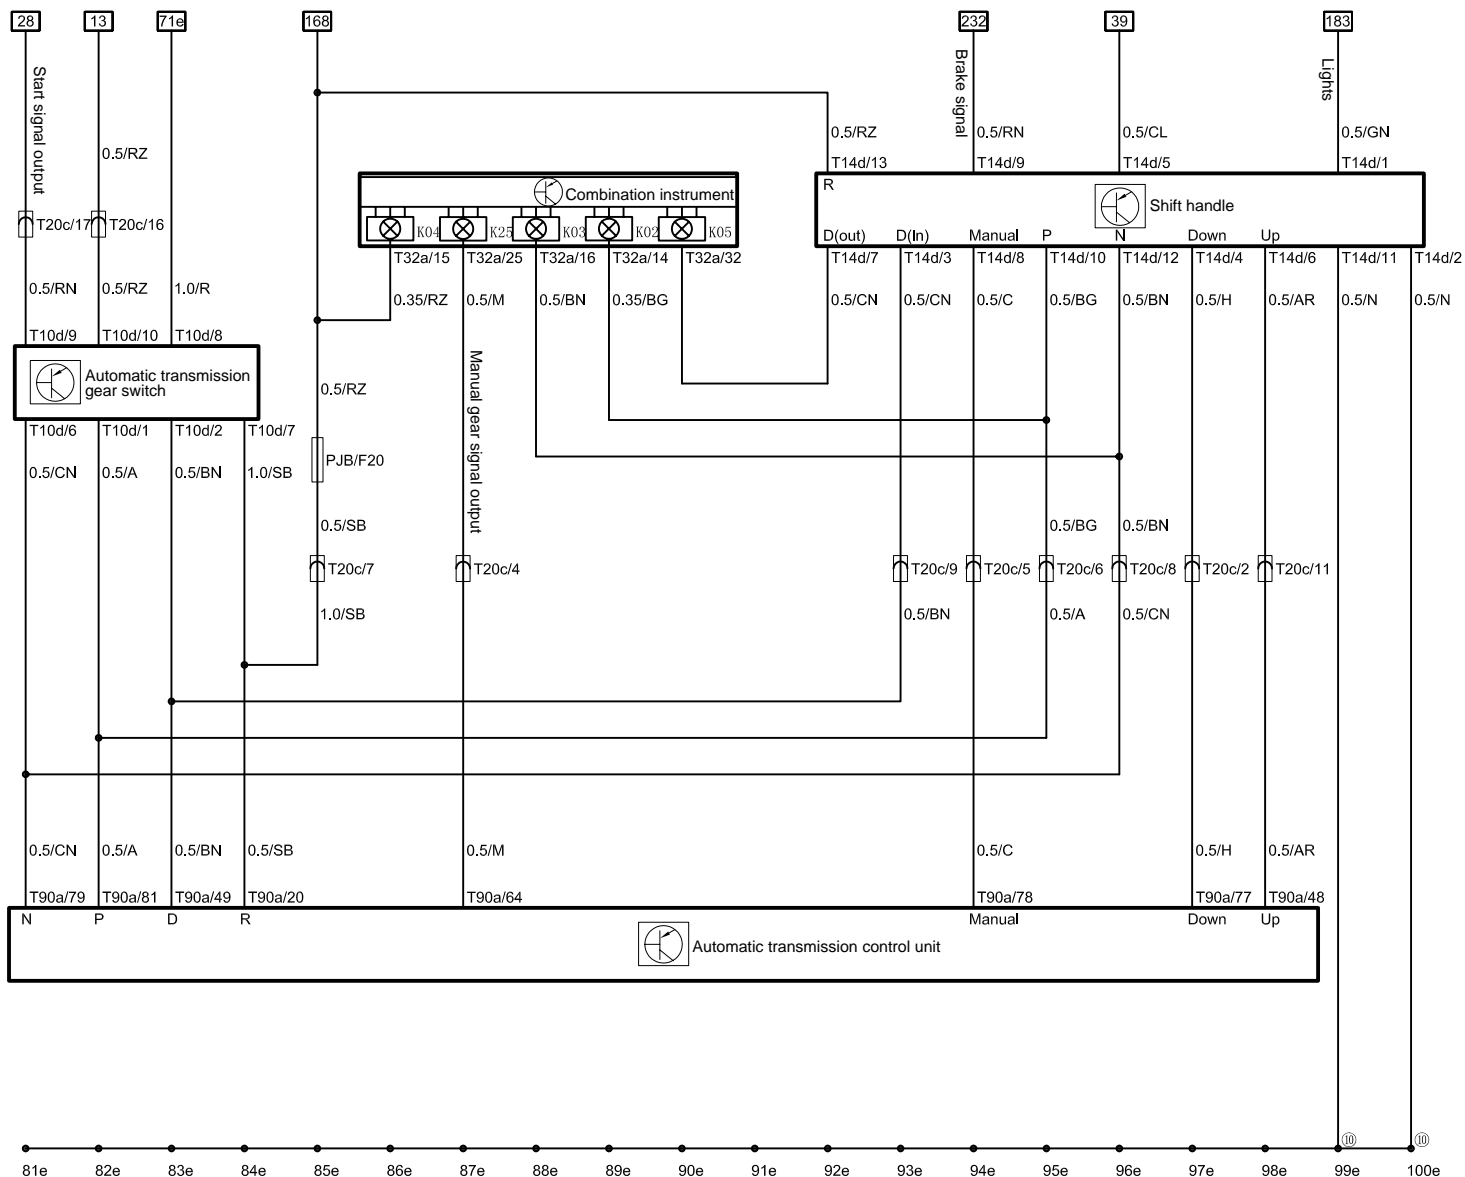 28 13 71e 168 232 39 183
Start signal output
Brake signal
Lights
0.5/RZ
0.5/RZ 0.5/RN 0.5/CL 0.5/GN
T14d/13 T14d/9 T14d/5 T14d/1
R
Combination instrument
Shift handle
T20c/17 T20c/16
K04 K25 K03 K02 K05
D(out) D(In) Manual P N Down Up
T32a/15 T32a/25 T32a/16 T32a/14 T32a/32
T14d/7 T14d/3 T14d/8 T14d/10 T14d/12 T14d/4 T14d/6 T14d/11 T14d/2
0.5/RN 0.5/RZ 1.0/R
0.35/RZ 0.5/M 0.5/BN 0.35/BG
0.5/CN 0.5/CN 0.5/C 0.5/BG 0.5/BN 0.5/H 0.5/AR 0.5/N 0.5/N
T10d/9 T10d/10 T10d/8
Automatic transmission
gear switch
0.5/RZ
Manual gear signal output
T10d/6 T10d/1 T10d/2 T10d/7
PJB/F20
0.5/CN 0.5/A 0.5/BN 1.0/SB
0.5/SB
0.5/BG 0.5/BN
T20c/7 T20c/4 T20c/9 T20c/5 T20c/6 T20c/8 T20c/2 T20c/11
1.0/SB 0.5/BN 0.5/A 0.5/CN
0.5/CN 0.5/A 0.5/BN 0.5/SB 0.5/M 0.5/C 0.5/H 0.5/AR
T90a/79 T90a/81 T90a/49 T90a/20 T90a/64 T90a/78 T90a/77 T90a/48
N P D R Manual Down Up
Automatic transmission control unit
⑩ ⑩
81e 82e 83e 84e 85e 86e 87e 88e 89e 90e 91e 92e 93e 94e 95e 96e 97e 98e 99e 100e